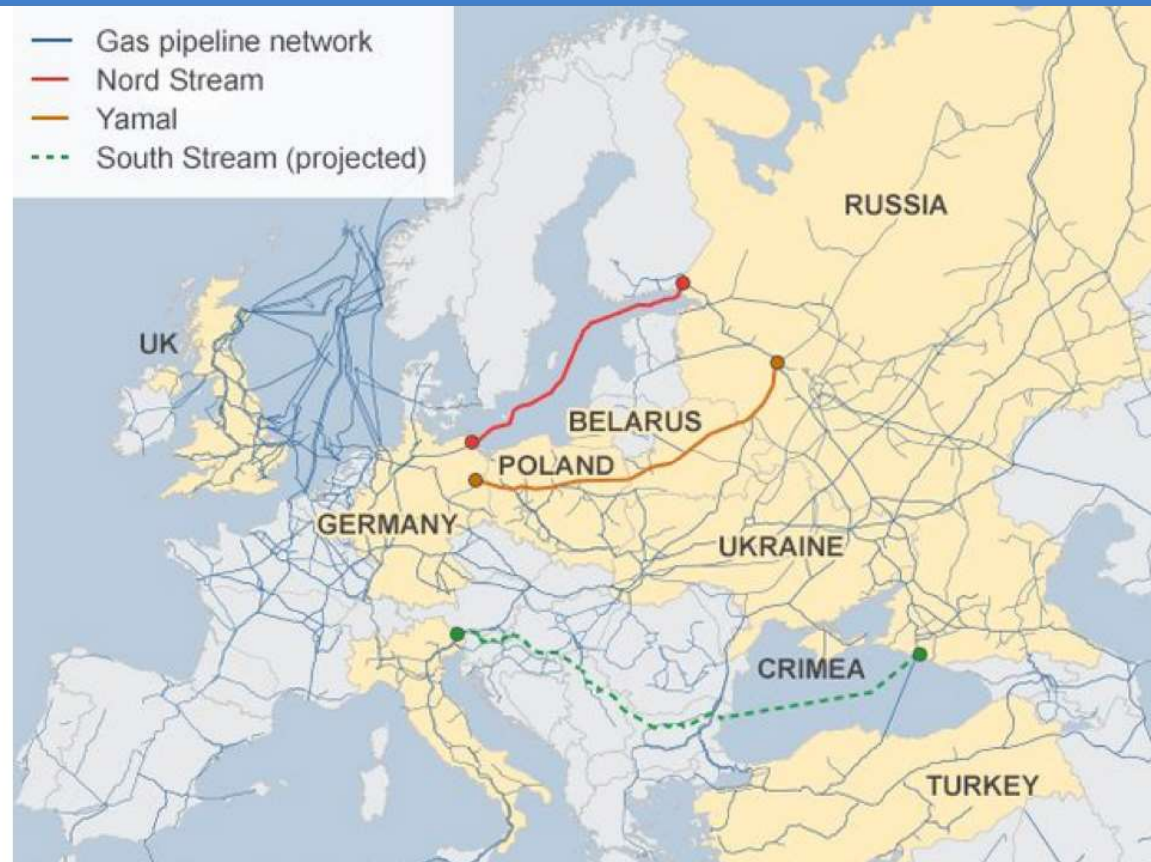 Gas pipeline network
Nord Stream
Yamal
South Stream (projected)
RUSSIA
UK
BELARUS
POLAND
GERMANY
UKRAINE
CRIMEA
TURKEY